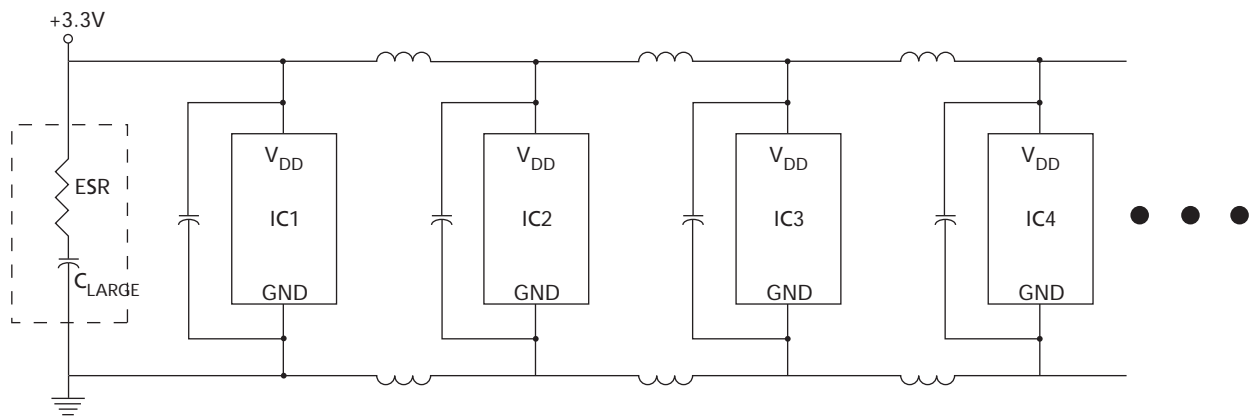 +3.3V
ESR
C_LARGE
V_DD
IC1
GND
V_DD
IC2
GND
V_DD
IC3
GND
V_DD
IC4
GND